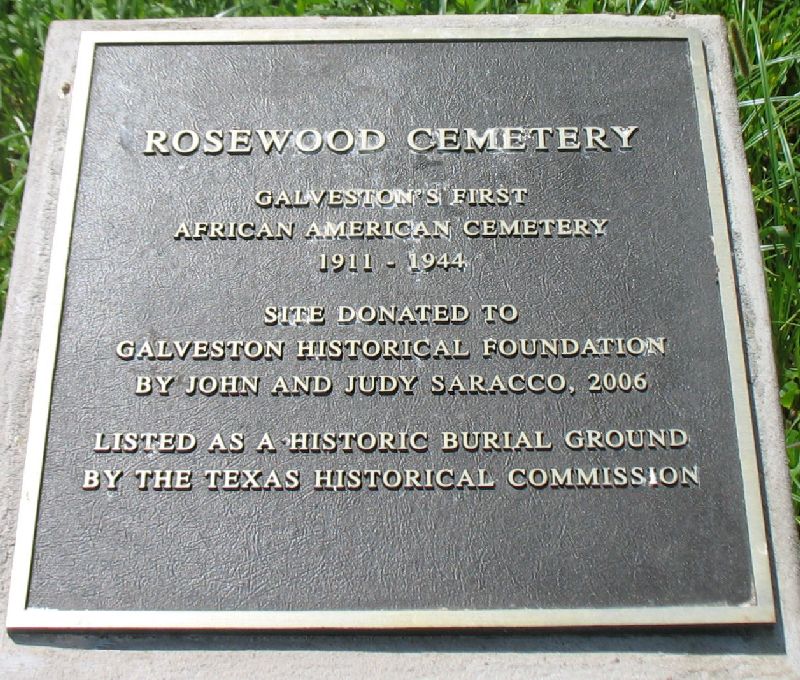 ROSEWOOD CEMETERY
GALVESTON'S FIRST
AFRICAN AMERICAN CEMETERY
1911 - 1944
SITE DONATED TO
GALVESTON HISTORICAL FOUNDATION
BY JOHN AND JUDY SARACCO, 2006
LISTED AS A HISTORIC BURIAL GROUND
BY THE TEXAS HISTORICAL COMMISSION